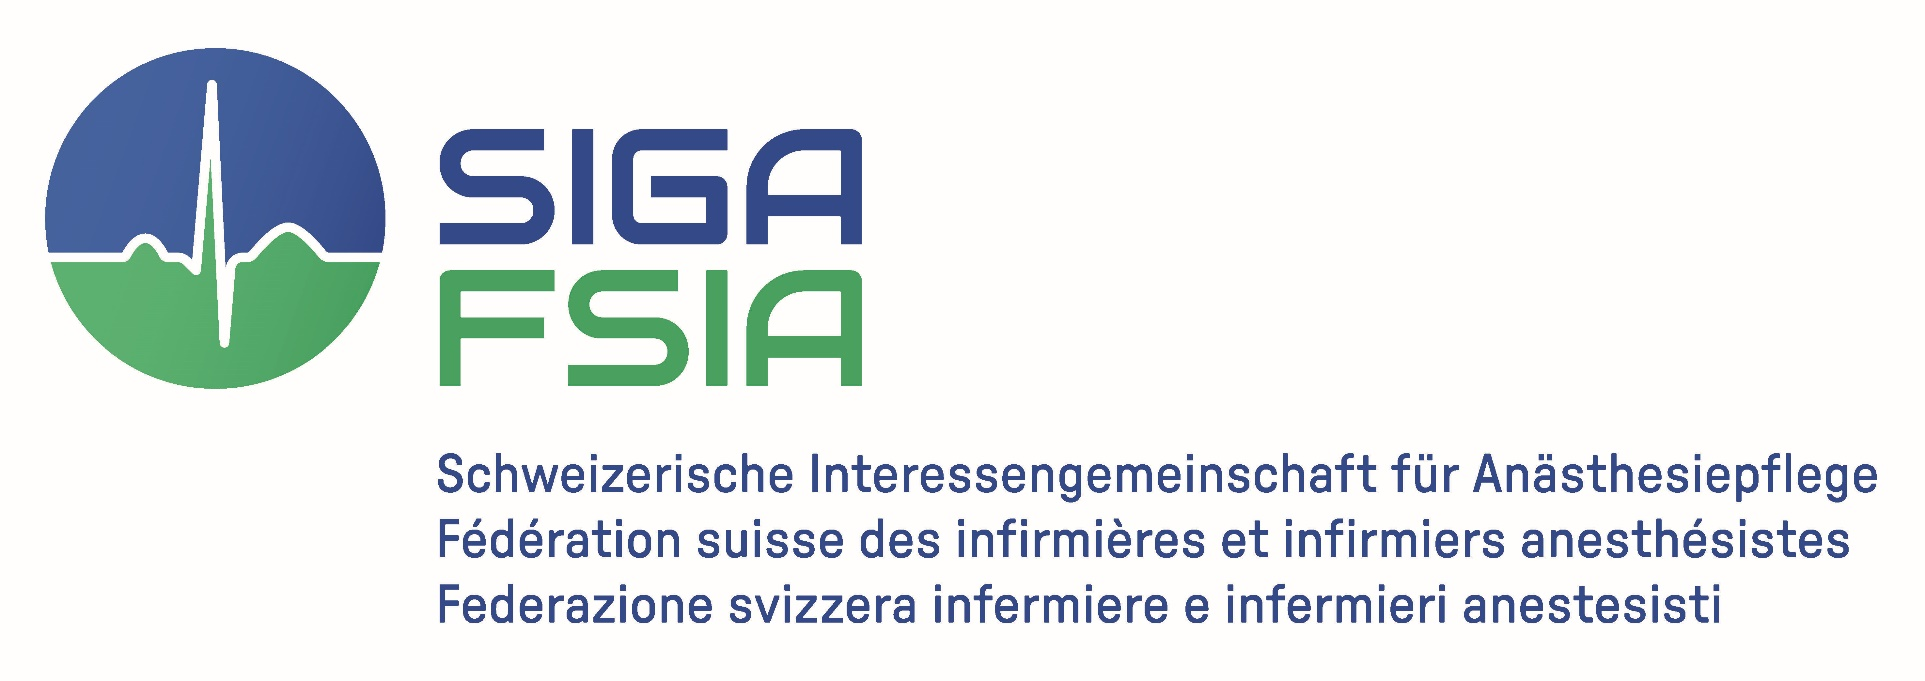 SIGA
FSIA
Schweizerische Interessengemeinschaft für Anästhesiepflege
Fédération suisse des infirmières et infirmiers anesthésistes
Federazione svizzera infermiere e infermieri anestesisti